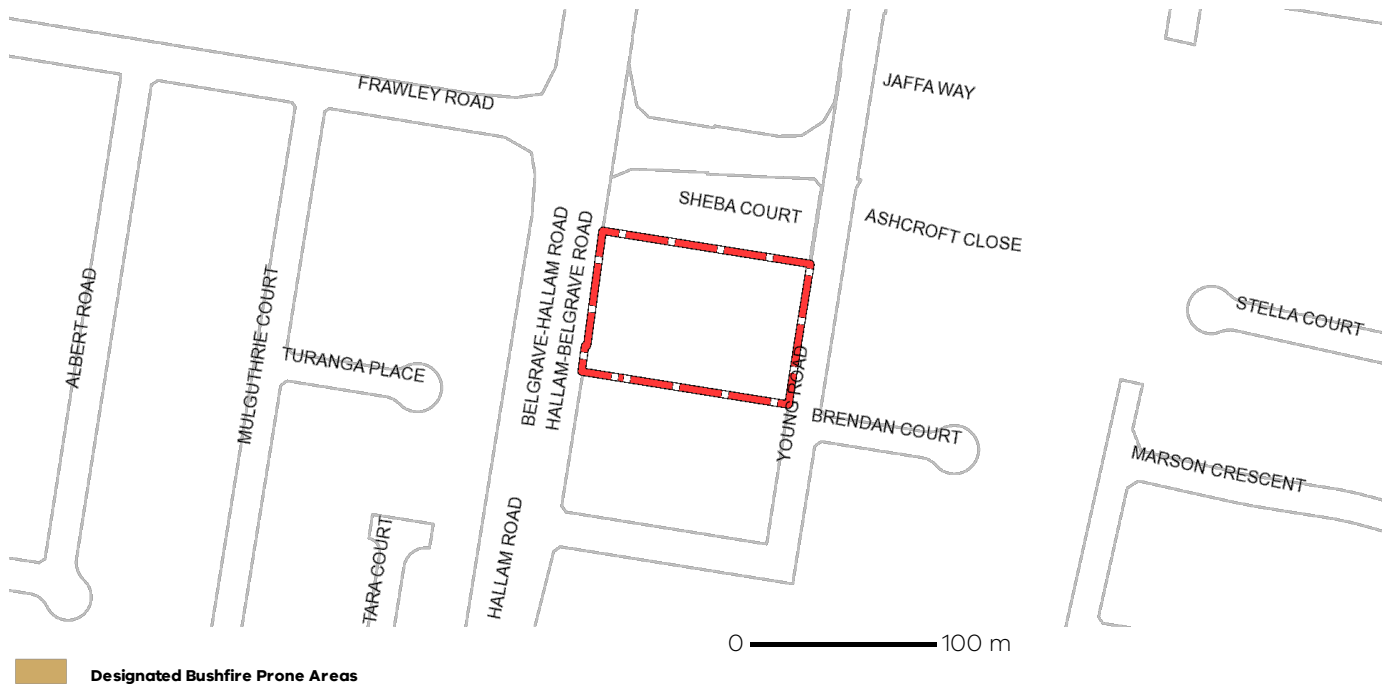 FRAWLEY ROAD
JAFFA WAY
SHEBA COURT
ASHCROFT CLOSE
BELGRAVE-HALLAM ROAD
HALLAM-BELGRAVE ROAD
ALBERT ROAD
MULGUTHRIE COURT
TURANGA PLACE
STELLA COURT
YOUNG ROAD
BRENDAN COURT
MARSON CRESCENT
HALLAM ROAD
TARA COURT
0 100 m
Designated Bushfire Prone Areas